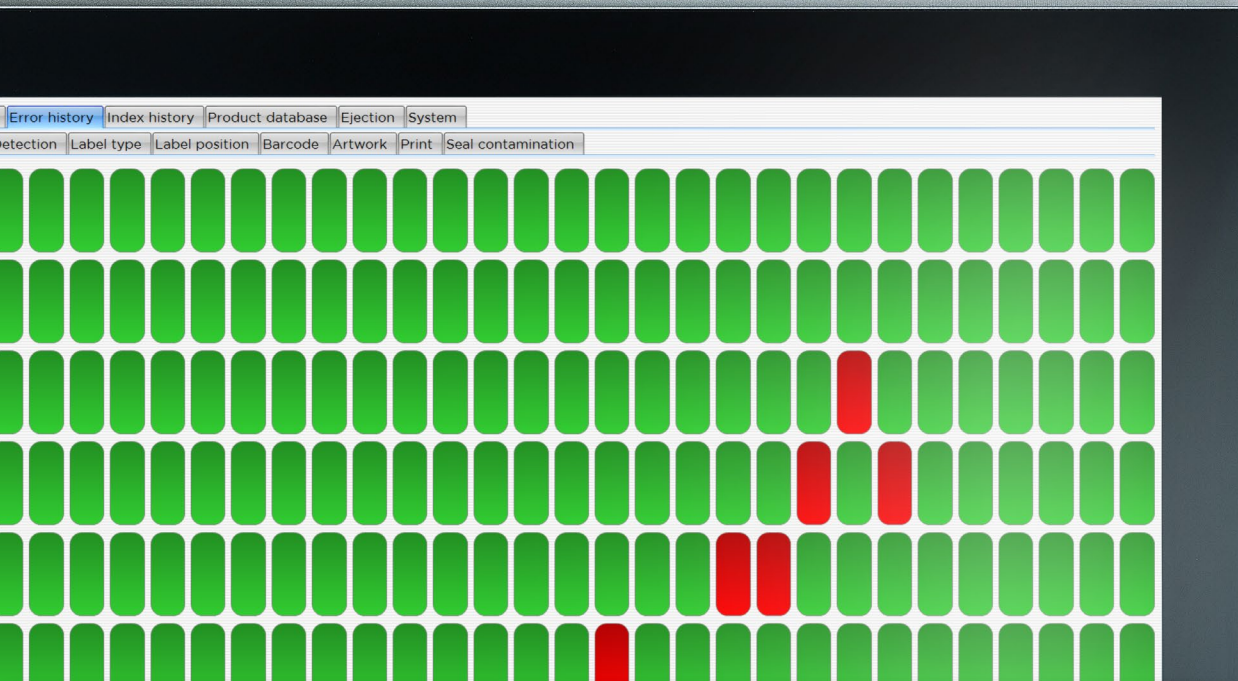 Error history Index history Product database Ejection System
Label type Label position Barcode Artwork Print Seal contamination